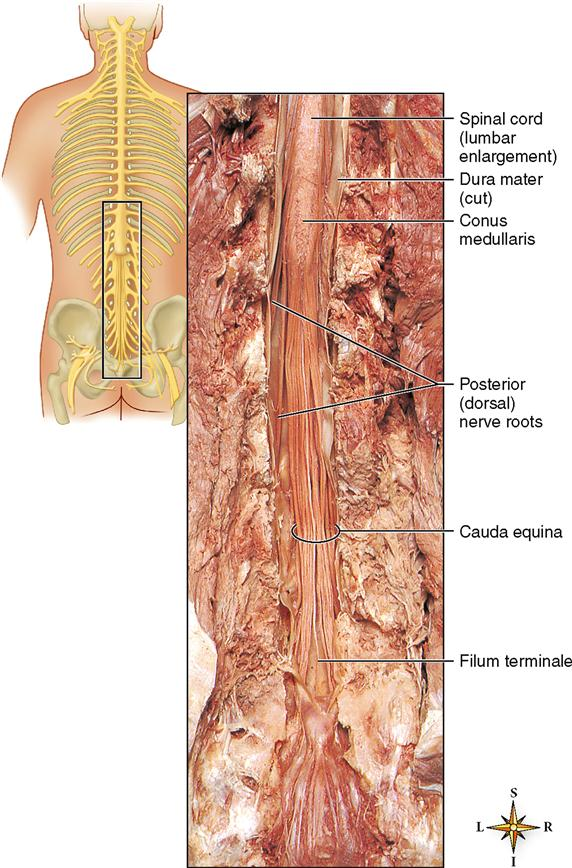 Spinal cord
(lumbar
enlargement)
Dura mater
(cut)
Conus
medullaris
Posterior
(dorsal)
nerve roots
Cauda equina
Filum terminale
S
L R
I